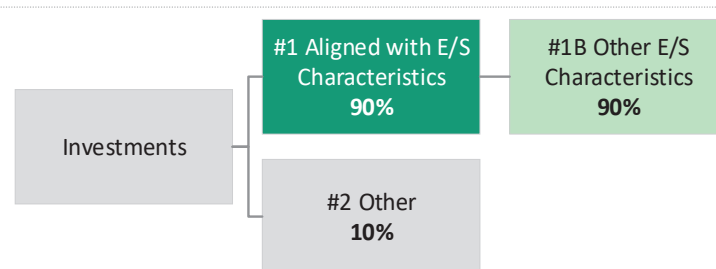 Investments
#1 Aligned with E/S
Characteristics
90%
#1B Other E/S
Characteristics
90%
#2 Other
10%